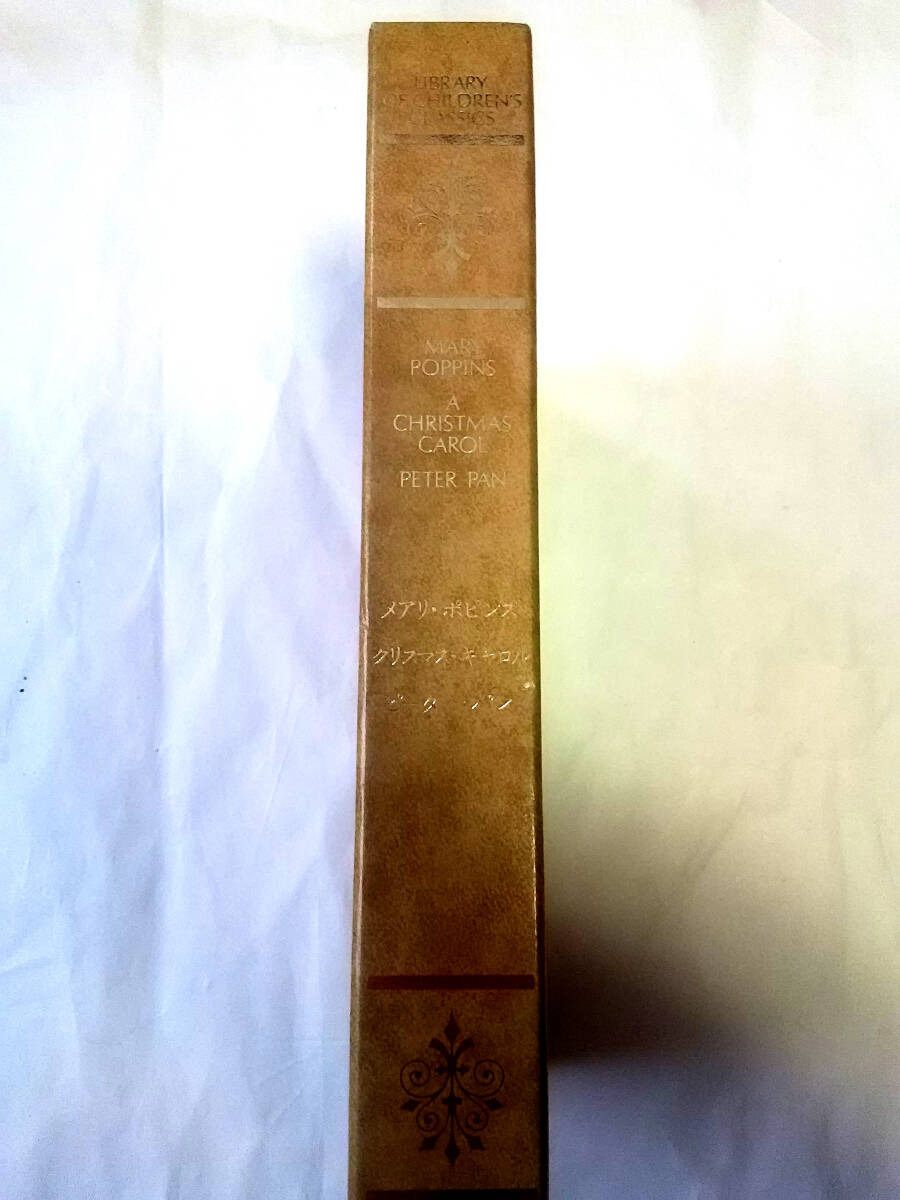 LIBRARY
OF CHILDREN'S
CLASSICS
MARY
POPPINS
A
CHRISTMAS
CAROL
PETER PAN
メアリ・ポピンズ
クリスマス・キャロル
ピーター・パン